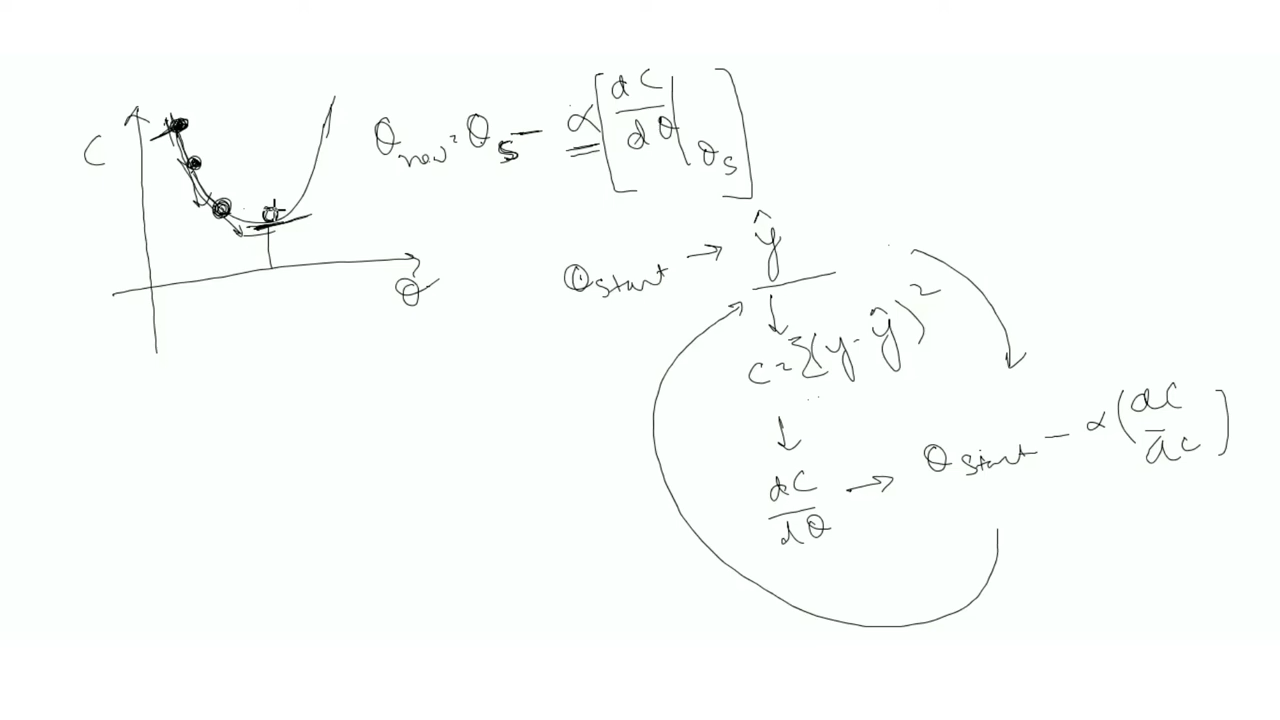 C
θ
θnew = θs - α[dC/dθ|θs]
θstart → ŷ
↓
C = Σ(y - ŷ)²
↓
dC/dθ → θstart - α(dC/dC)